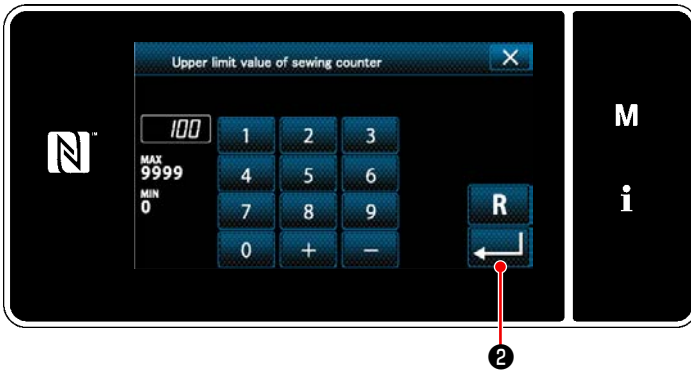 Upper limit value of sewing counter
100
MAX
9999
MIN
0
1 2 3
4 5 6
7 8 9
0 + −
R
N
™
M
i
❷